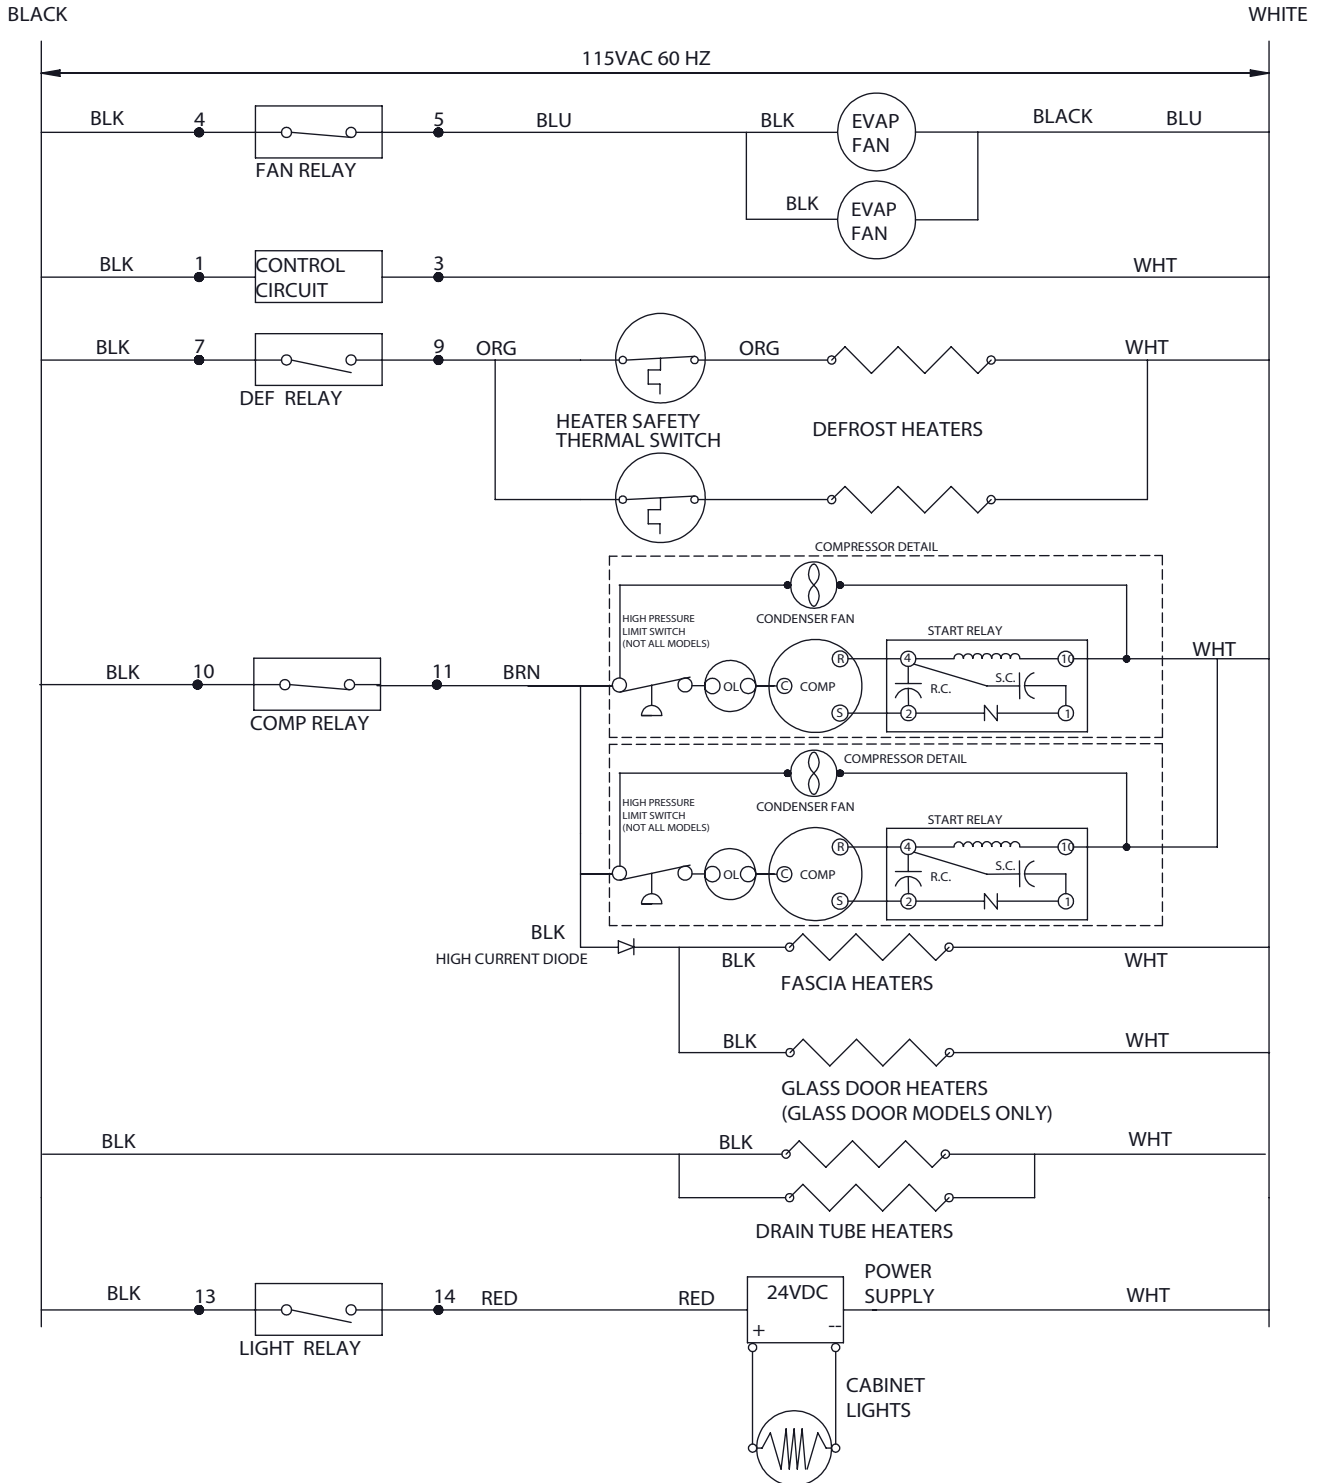 BLACK
WHITE
115VAC 60 HZ
BLK
4
5
BLU
BLK
EVAP
FAN
BLACK
BLU
FAN RELAY
BLK
EVAP
FAN
BLK
1
CONTROL
CIRCUIT
3
WHT
BLK
7
9
ORG
ORG
WHT
DEF RELAY
HEATER SAFETY
THERMAL SWITCH
DEFROST HEATERS
COMPRESSOR DETAIL
HIGH PRESSURE
LIMIT SWITCH
(NOT ALL MODELS)
CONDENSER FAN
START RELAY
BLK
10
11
BRN
OL
C
COMP
R
S
4
10
R.C.
S.C.
2
N
1
WHT
COMP RELAY
COMPRESSOR DETAIL
HIGH PRESSURE
LIMIT SWITCH
(NOT ALL MODELS)
CONDENSER FAN
START RELAY
OL
C
COMP
R
S
4
10
R.C.
S.C.
2
N
1
BLK
HIGH CURRENT DIODE
BLK
WHT
FASCIA HEATERS
BLK
WHT
GLASS DOOR HEATERS
(GLASS DOOR MODELS ONLY)
BLK
BLK
WHT
DRAIN TUBE HEATERS
BLK
13
14
RED
RED
24VDC
+
--
POWER
SUPPLY
WHT
LIGHT RELAY
CABINET
LIGHTS